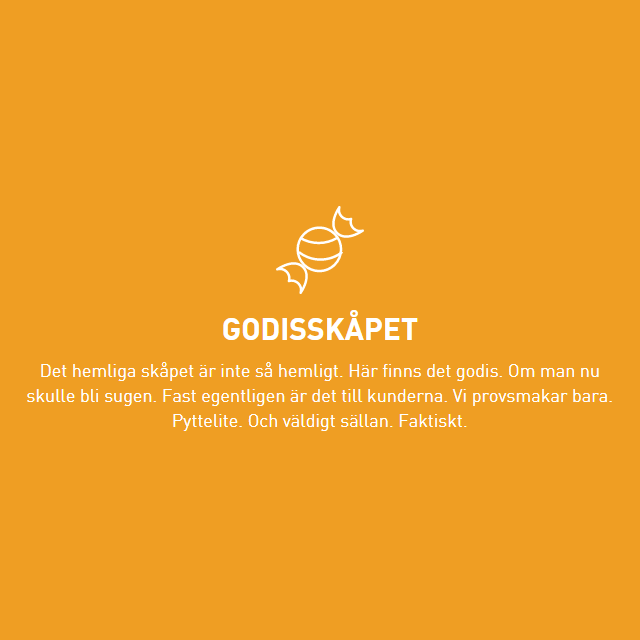 GODISSKÅPET
Det hemliga skåpet är inte så hemligt. Här finns det godis. Om man nu
skulle bli sugen. Fast egentligen är det till kunderna. Vi provsmakar bara.
Pyttelite. Och väldigt sällan. Faktiskt.